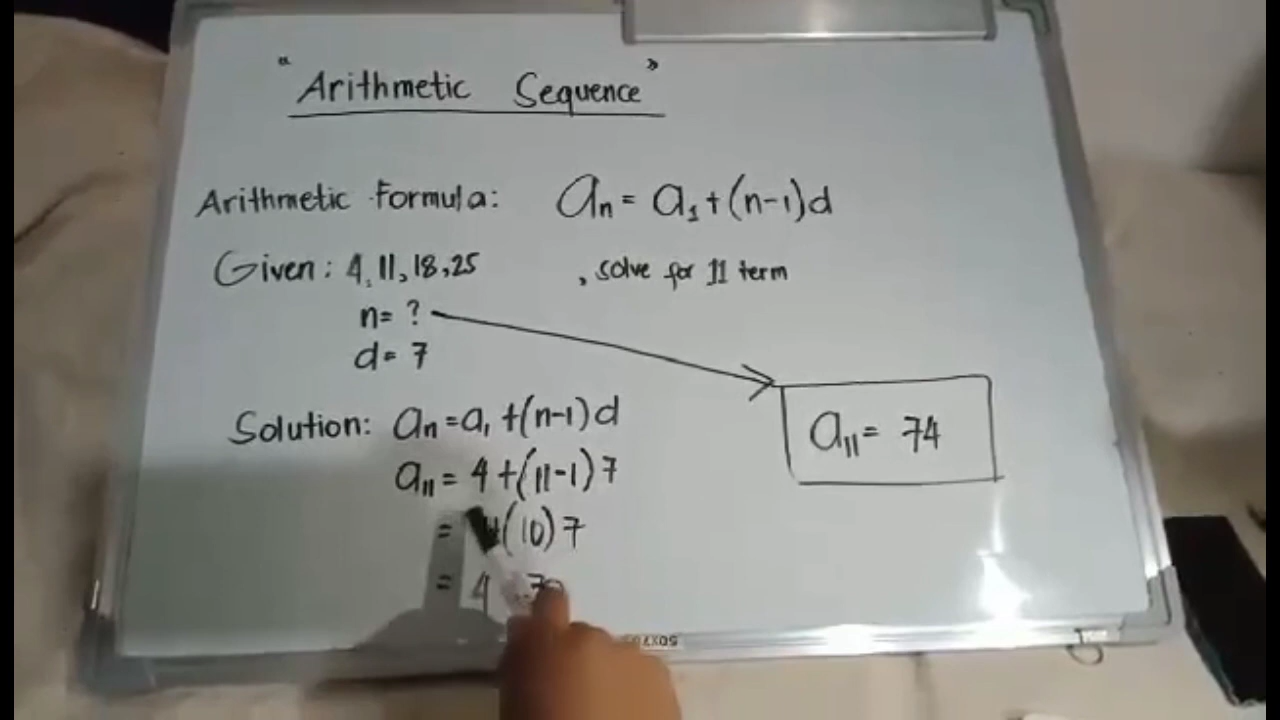 "Arithmetic Sequence"
Arithmetic Formula: an = a1 + (n-1)d
Given: 4, 11, 18, 25 , solve for 11 term
n= ?
d= 7
a11 = 74
Solution: an = a1 + (n-1)d
a11 = 4 + (11-1) 7
= (10) 7
= 4